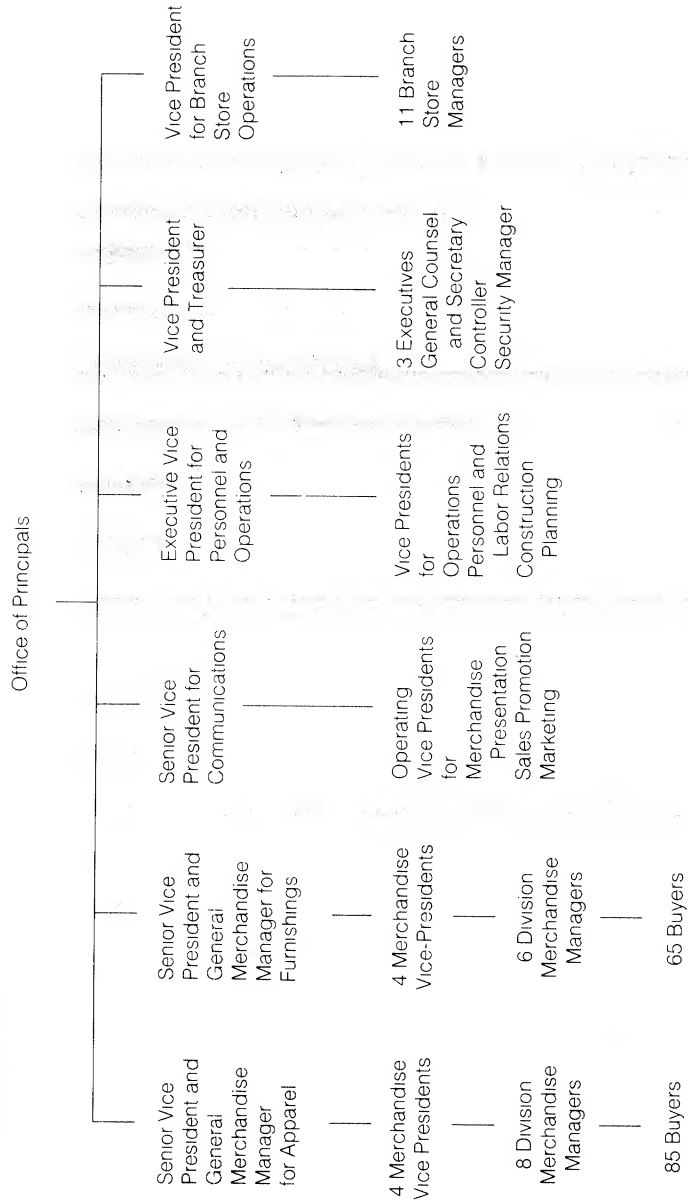 Office of Principals
Senior Vice
President and
General
Merchandise
Manager
for Apparel
4 Merchandise
Vice Presidents
8 Division
Merchandise
Managers
85 Buyers
Senior Vice
President and
General
Merchandise
Manager for
Furnishings
4 Merchandise
Vice-Presidents
6 Division
Merchandise
Managers
65 Buyers
Senior Vice
President for
Communications
Operating
Vice Presidents
for
Merchandise
Presentation
Sales Promotion
Marketing
Executive Vice
President for
Personnel and
Operations
Vice Presidents
for
Operations
Personnel and
Labor Relations
Construction
Planning
Vice President
and Treasurer
3 Executives
General Counsel
and Secretary
Controller
Security Manager
Vice President
for Branch
Store
Operations
11 Branch
Store
Managers